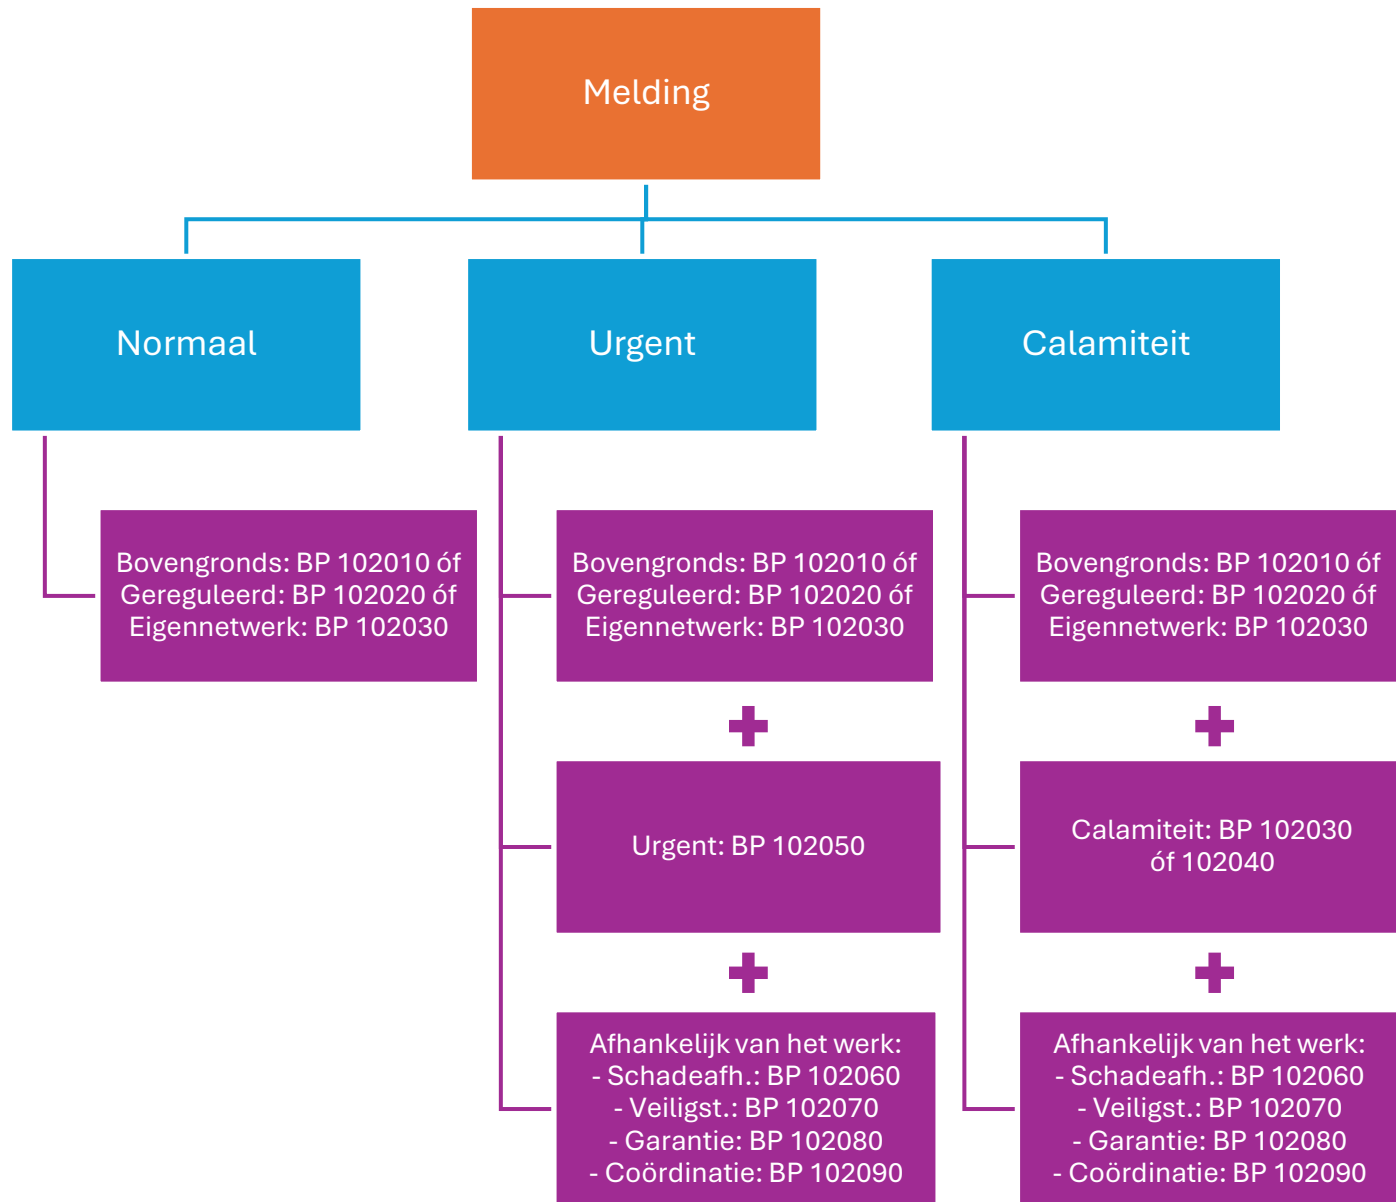 Melding
Normaal
Urgent
Calamiteit
Bovengronds: BP 102010 óf
Gereguleerd: BP 102020 óf
Eigennetwerk: BP 102030
Bovengronds: BP 102010 óf
Gereguleerd: BP 102020 óf
Eigennetwerk: BP 102030
Bovengronds: BP 102010 óf
Gereguleerd: BP 102020 óf
Eigennetwerk: BP 102030
Urgent: BP 102050
Calamiteit: BP 102030
óf 102040
Afhankelijk van het werk:
- Schadeafh.: BP 102060
- Veiligst.: BP 102070
- Garantie: BP 102080
- Coördinatie: BP 102090
Afhankelijk van het werk:
- Schadeafh.: BP 102060
- Veiligst.: BP 102070
- Garantie: BP 102080
- Coördinatie: BP 102090